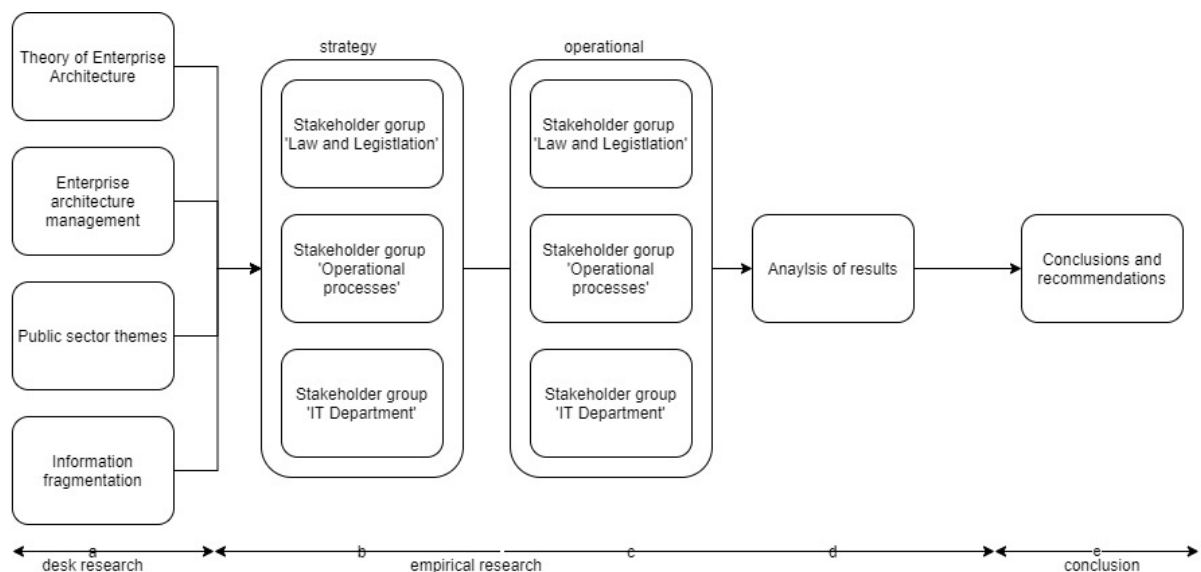 Theory of Enterprise
Architecture
Enterprise
architecture
management
Public sector themes
Information
fragmentation
strategy
Stakeholder gorup
'Law and Legistlation'
Stakeholder gorup
'Operational
processes'
Stakeholder group
'IT Department'
operational
Stakeholder gorup
'Law and Legistlation'
Stakeholder gorup
'Operational
processes'
Stakeholder group
'IT Department'
Anaylsis of results
Conclusions and
recommendations
a
desk research
b
empirical research
c
d
e
conclusion